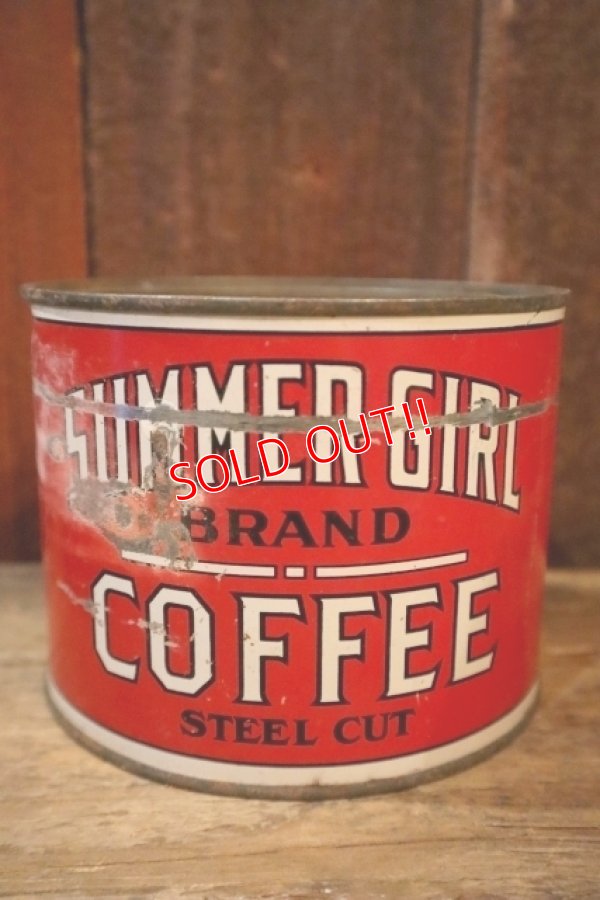 SUMMER GIRL
SOLD OUT!!
BRAND
COFFEE
STEEL CUT